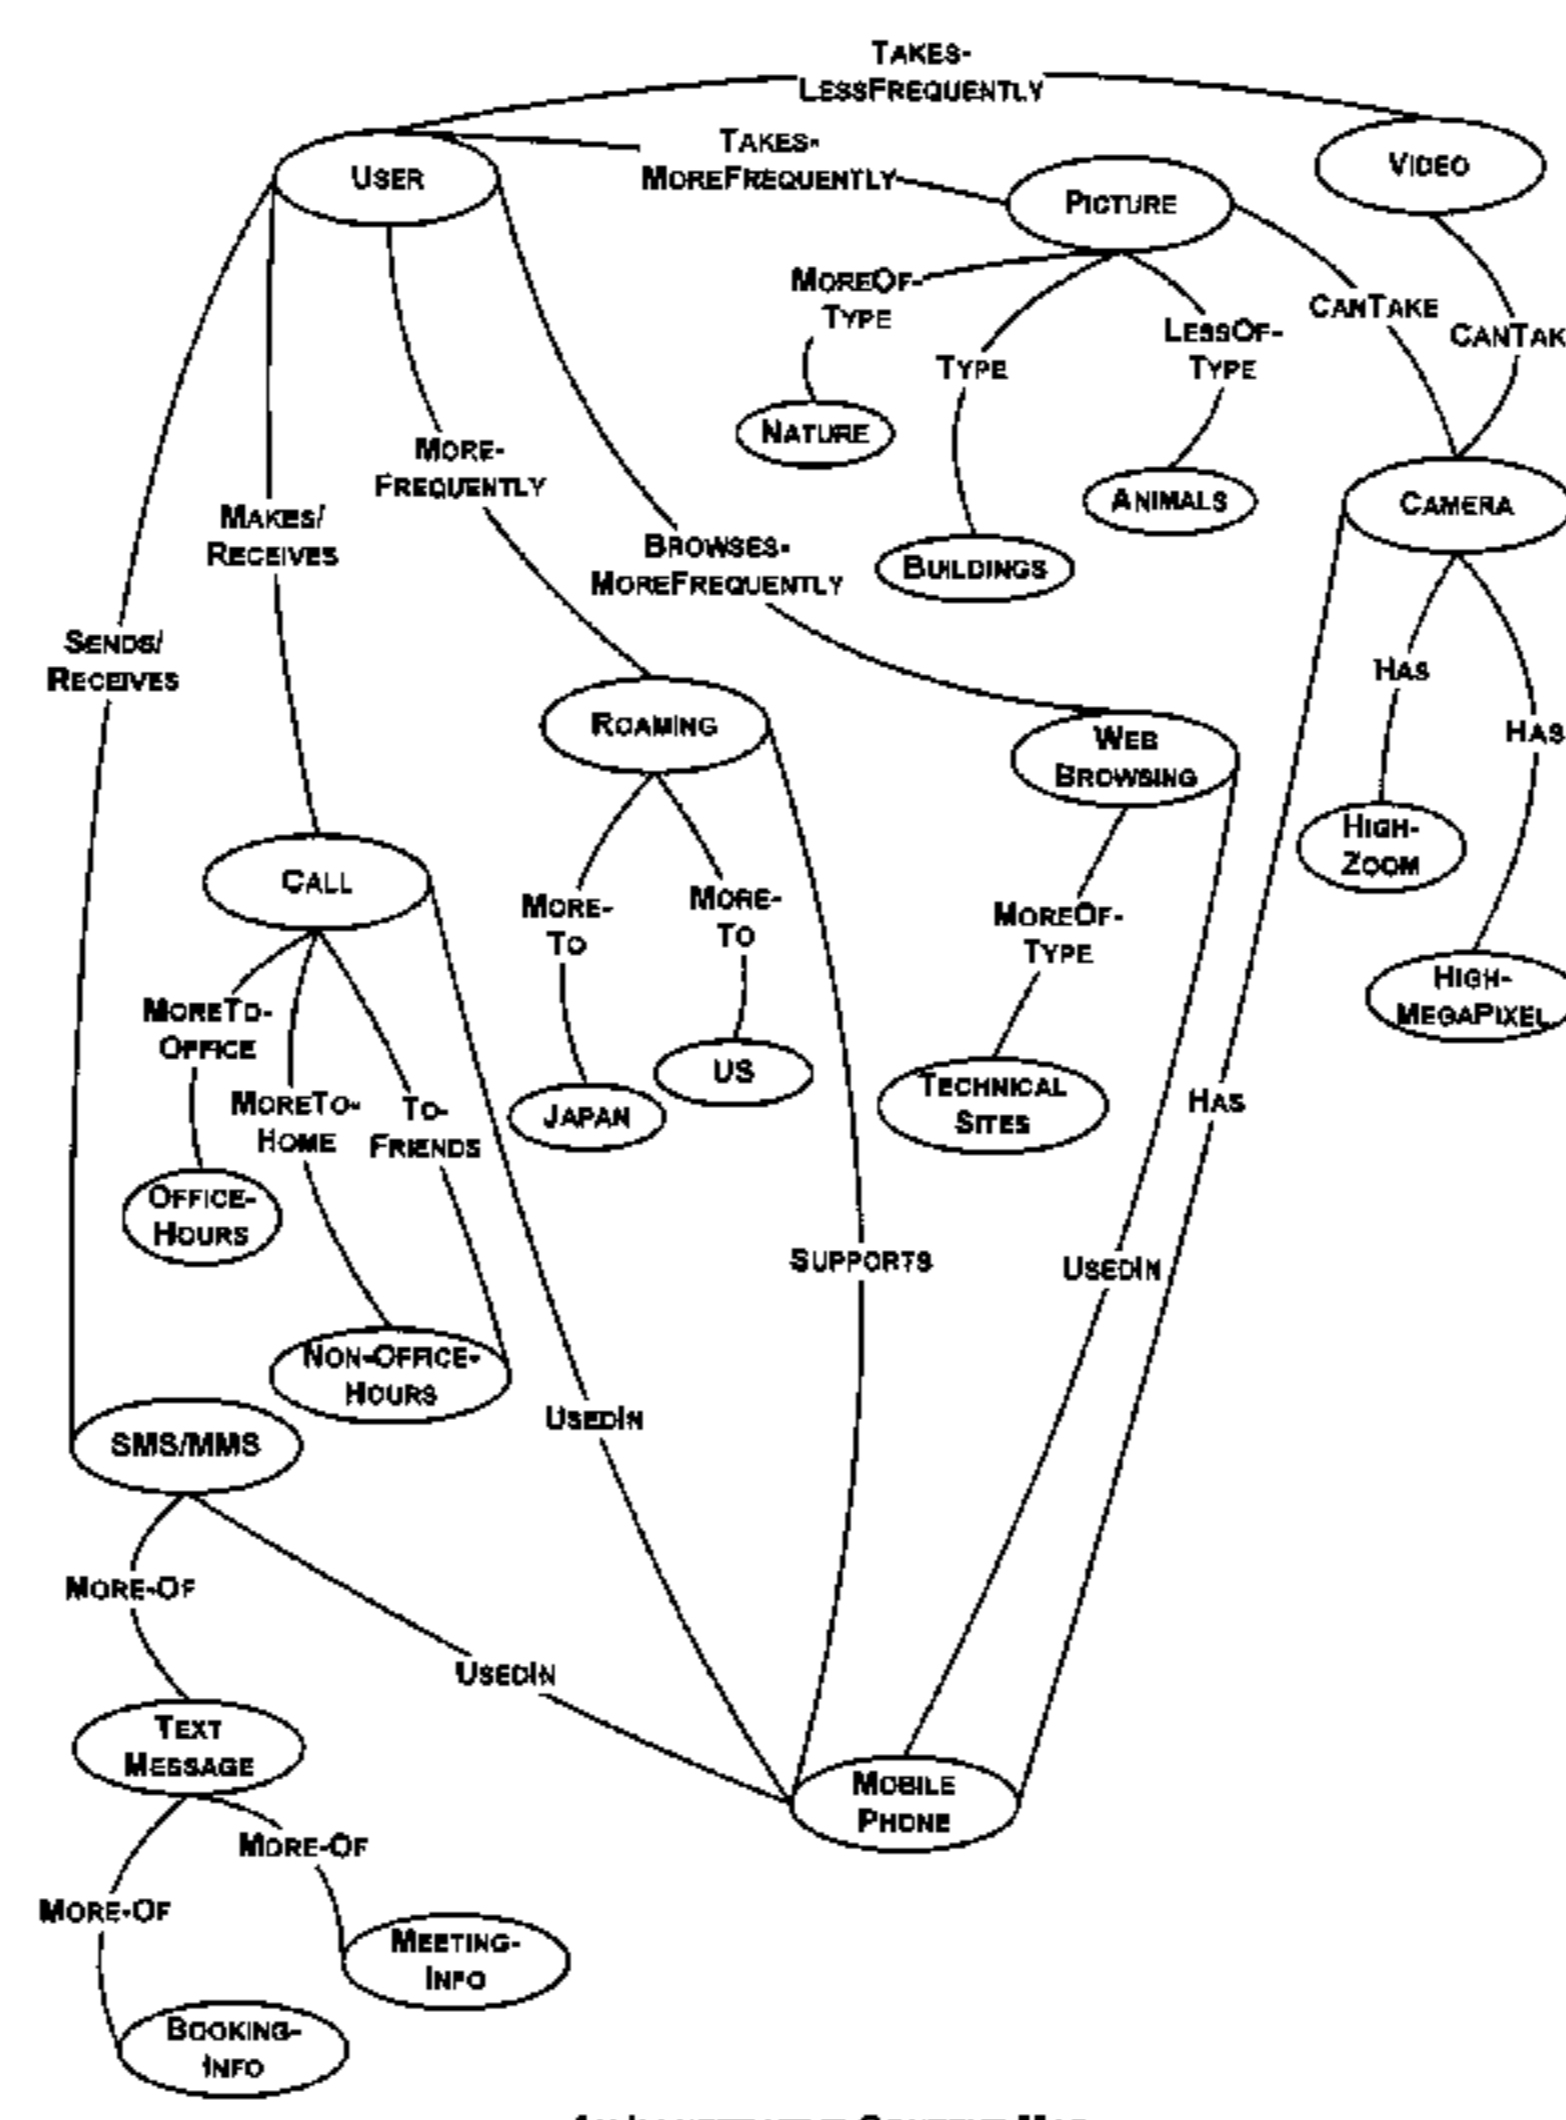 TAKES-
LESSFREQUENTLY
USER
TAKES-
MOREFREQUENTLY
VIDEO
PICTURE
MOREOF-
TYPE
TYPE
LESSOF-
TYPE
CANTAKE
CANTAK
NATURE
BUILDINGS
ANIMALS
CAMERA
MORE-
FREQUENTLY
MAKES/
RECEIVES
BROWSES-
MOREFREQUENTLY
SENDS/
RECEIVES
HAS
HAS
ROAMING
WEB
BROWSING
HIGH-
ZOOM
CALL
MORE-
TO
MORE-
TO
MOREOF-
TYPE
HIGH-
MEGAPIXEL
MORETO-
OFFICE
MORETO-
HOME
TO-
FRIENDS
JAPAN
US
TECHNICAL
SITES
HAS
OFFICE-
HOURS
SUPPORTS
USEDIN
NON-OFFICE-
HOURS
USEDIN
SMS/MMS
MORE-OF
USEDIN
TEXT
MESSAGE
MOBILE
PHONE
MORE-OF
MORE-OF
MEETING-
INFO
BOOKING-
INFO